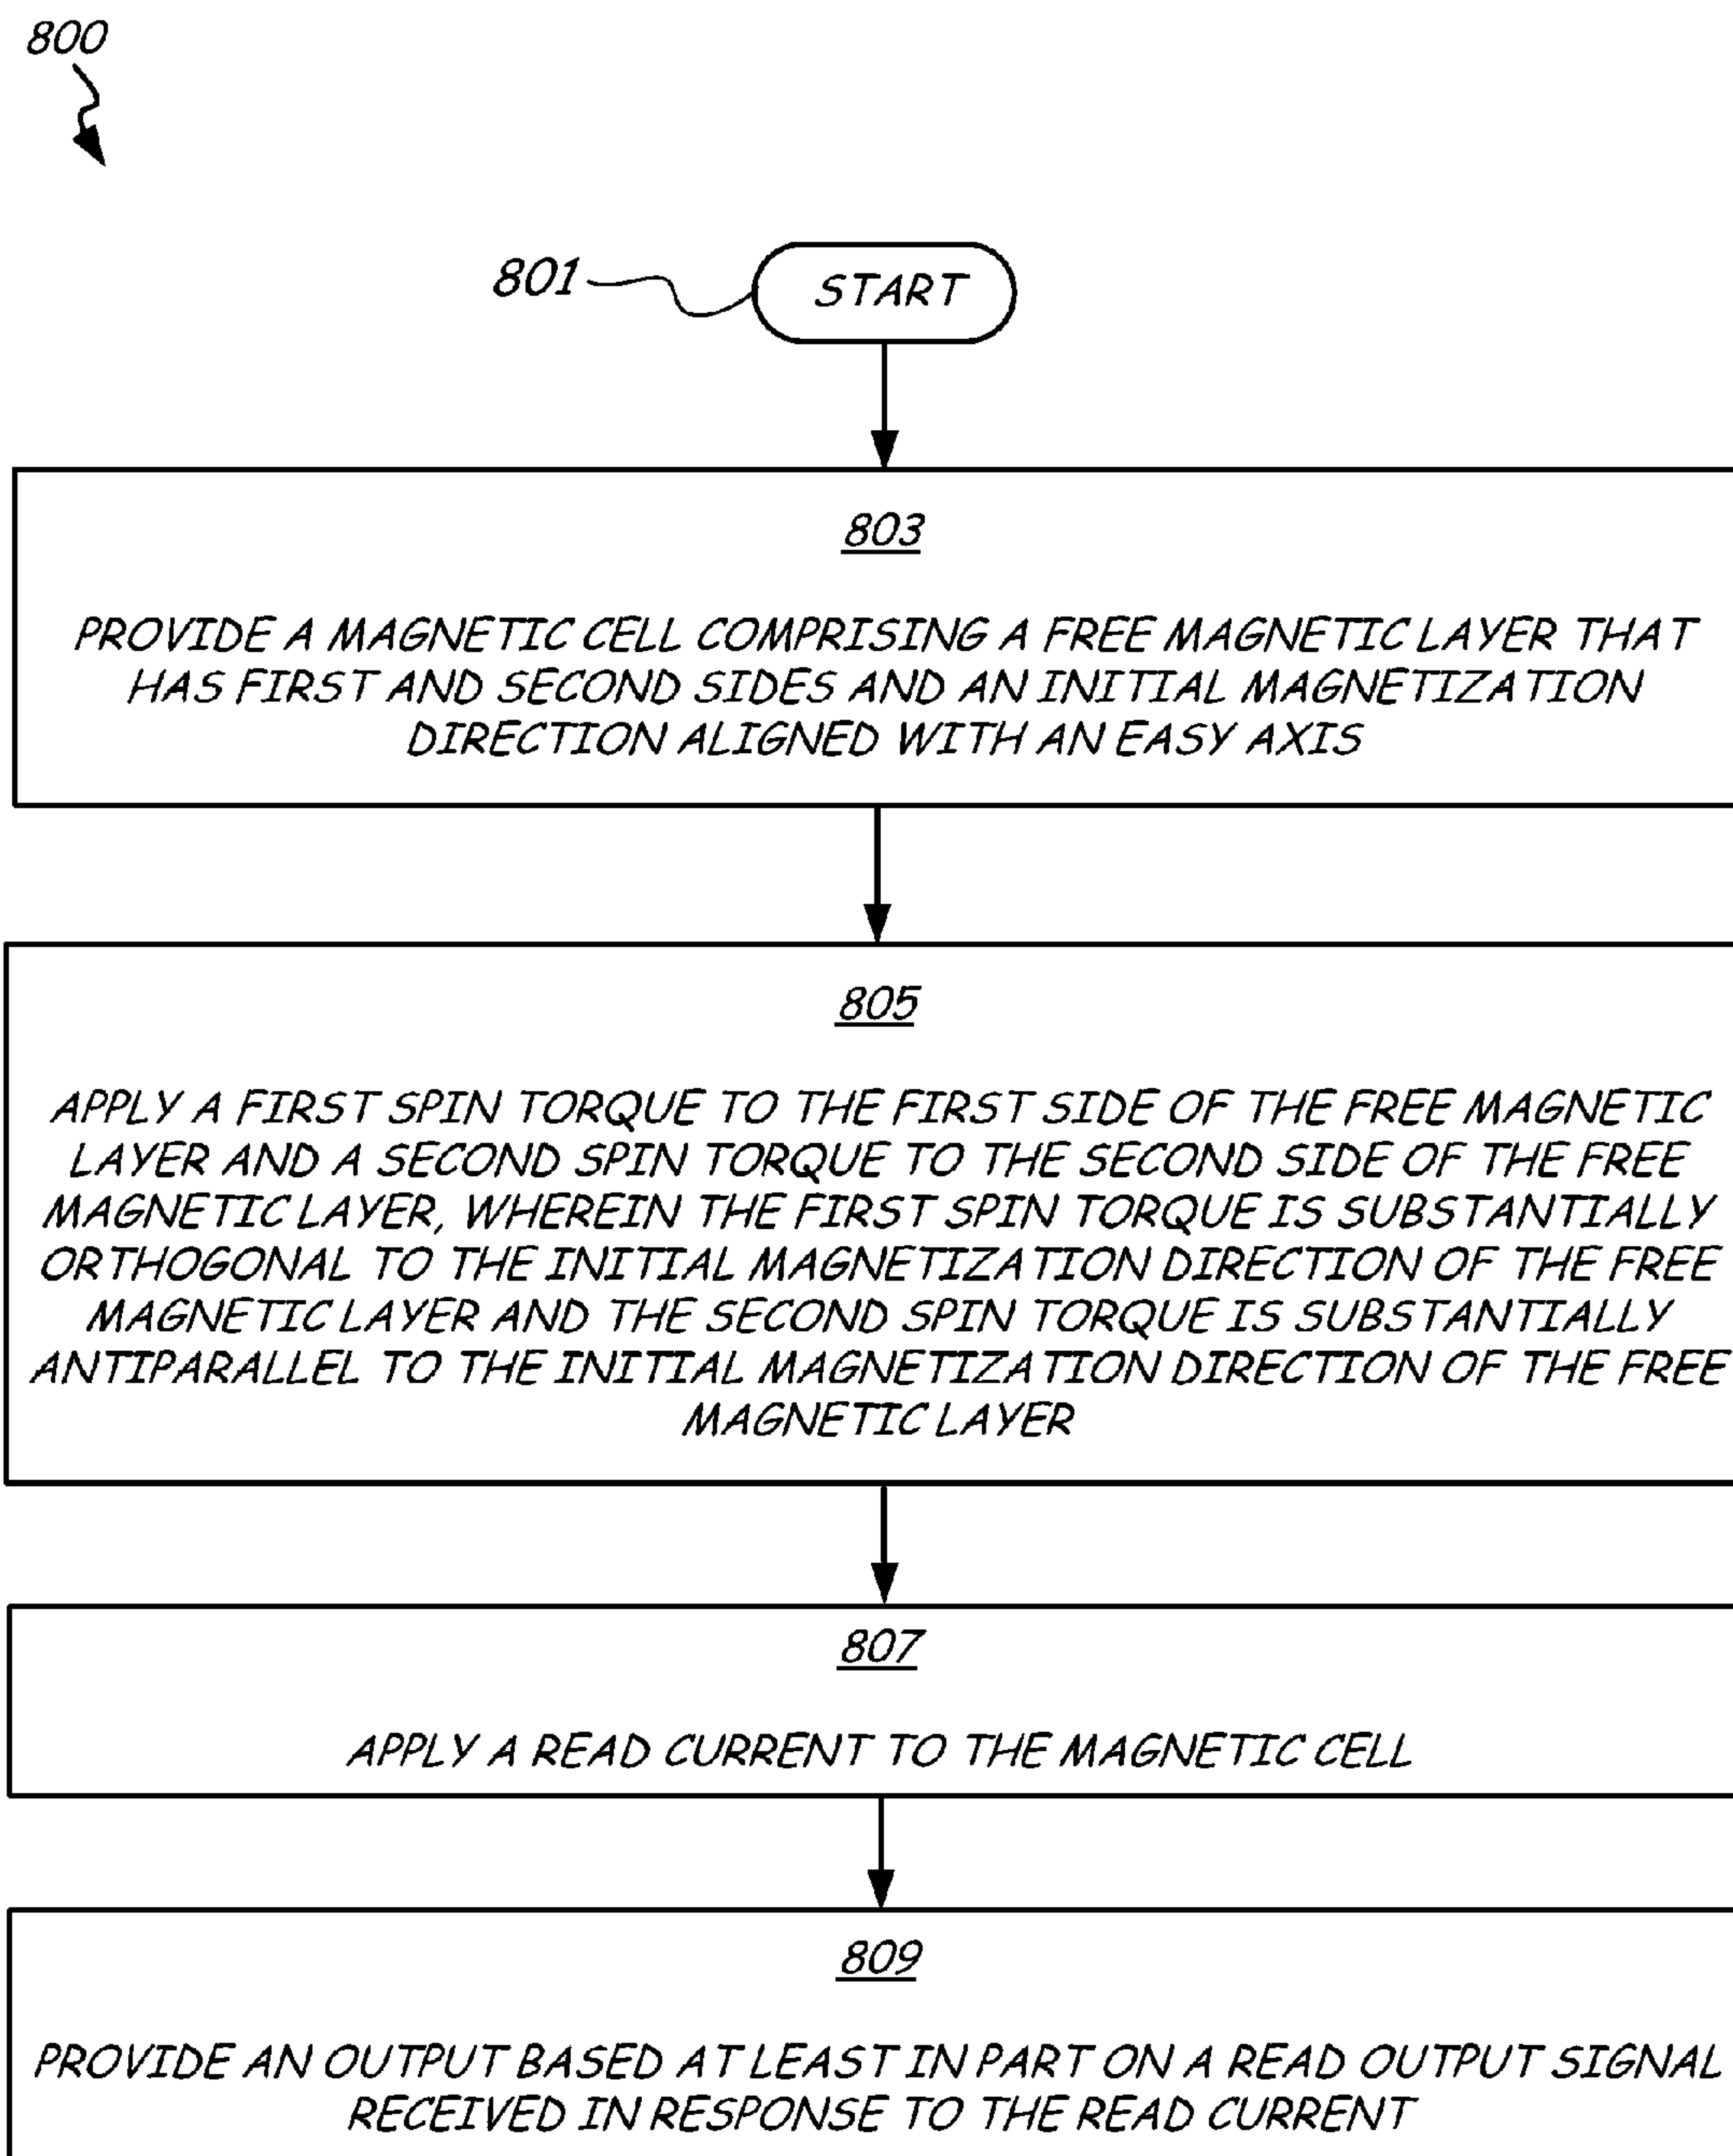 800
801
START
803
PROVIDE A MAGNETIC CELL COMPRISING A FREE MAGNETIC LAYER THAT
HAS FIRST AND SECOND SIDES AND AN INITIAL MAGNETIZATION
DIRECTION ALIGNED WITH AN EASY AXIS
805
APPLY A FIRST SPIN TORQUE TO THE FIRST SIDE OF THE FREE MAGNETIC
LAYER AND A SECOND SPIN TORQUE TO THE SECOND SIDE OF THE FREE
MAGNETIC LAYER, WHEREIN THE FIRST SPIN TORQUE IS SUBSTANTIALLY
ORTHOGONAL TO THE INITIAL MAGNETIZATION DIRECTION OF THE FREE
MAGNETIC LAYER AND THE SECOND SPIN TORQUE IS SUBSTANTIALLY
ANTIPARALLEL TO THE INITIAL MAGNETIZATION DIRECTION OF THE FREE
MAGNETIC LAYER
807
APPLY A READ CURRENT TO THE MAGNETIC CELL
809
PROVIDE AN OUTPUT BASED AT LEAST IN PART ON A READ OUTPUT SIGNAL
RECEIVED IN RESPONSE TO THE READ CURRENT